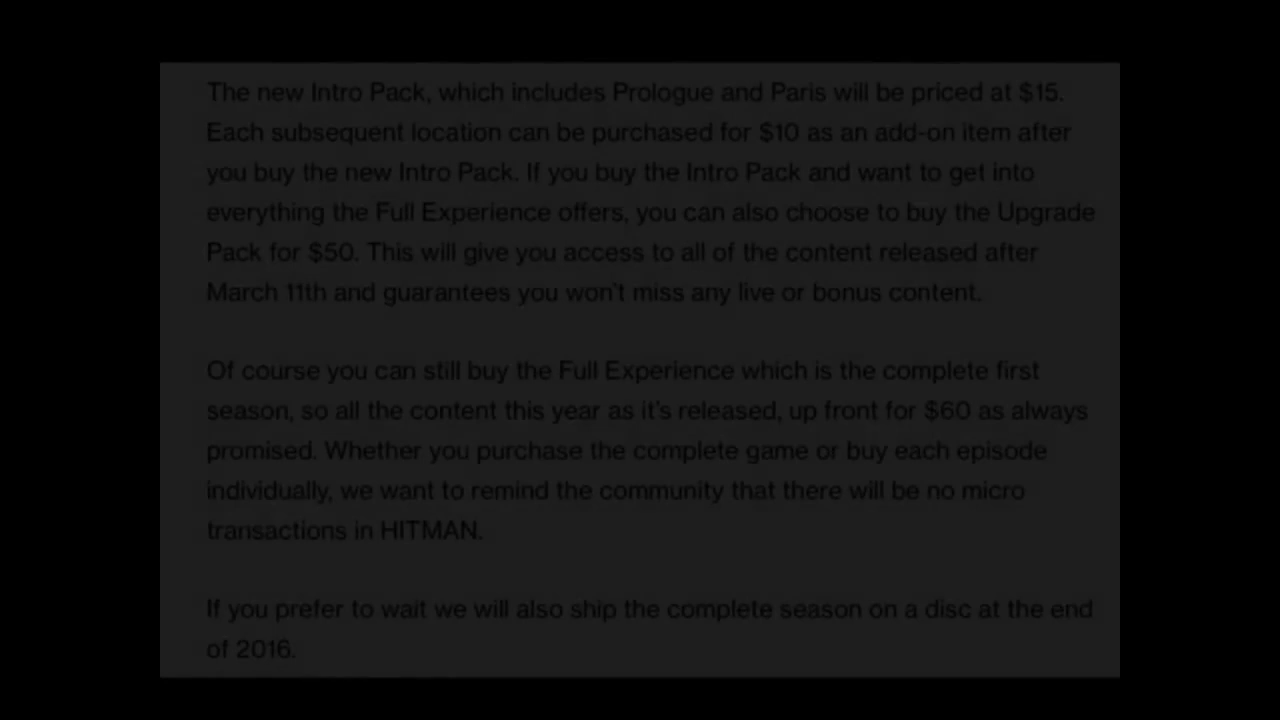 The new Intro Pack, which includes Prologue and Paris will be priced at $15.
Each subsequent location can be purchased for $10 as an add-on item after
you buy the new Intro Pack. If you buy the Intro Pack and want to get into
everything the Full Experience offers, you can also choose to buy the Upgrade
Pack for $50. This will give you access to all of the content released after
March 11th and guarantees you won't miss any live or bonus content.
Of course you can still buy the Full Experience which is the complete first
season, so all the content this year as it's released, up front for $60 as always
promised. Whether you purchase the complete game or buy each episode
individually, we want to remind the community that there will be no micro
transactions in HITMAN.
If you prefer to wait we will also ship the complete season on a disc at the end
of 2016.